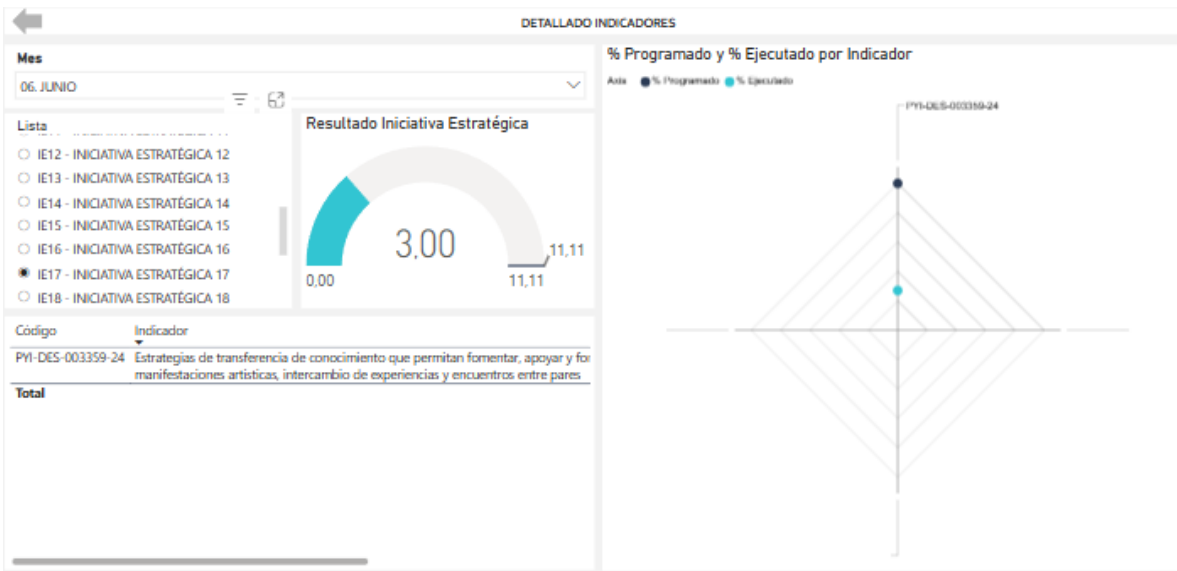 DETALLADO INDICADORES
Mes
06. JUNIO
Lista
IE12 - INICIATIVA ESTRATÉGICA 12
IE13 - INICIATIVA ESTRATÉGICA 13
IE14 - INICIATIVA ESTRATÉGICA 14
IE15 - INICIATIVA ESTRATÉGICA 15
IE16 - INICIATIVA ESTRATÉGICA 16
IE17 - INICIATIVA ESTRATÉGICA 17
IE18 - INICIATIVA ESTRATÉGICA 18
Resultado Iniciativa Estratégica
3,00
11,11
0,00
11,11
Código Indicador
PYI-DES-003359-24 Estrategias de transferencia de conocimiento que permitan fomentar, apoyar y for
manifestaciones artisticas, intercambio de experiencias y encuentros entre pares
Total
% Programado y % Ejecutado por Indicador
Axis % Programado % Ejecutado
PYI-DES-003359-24